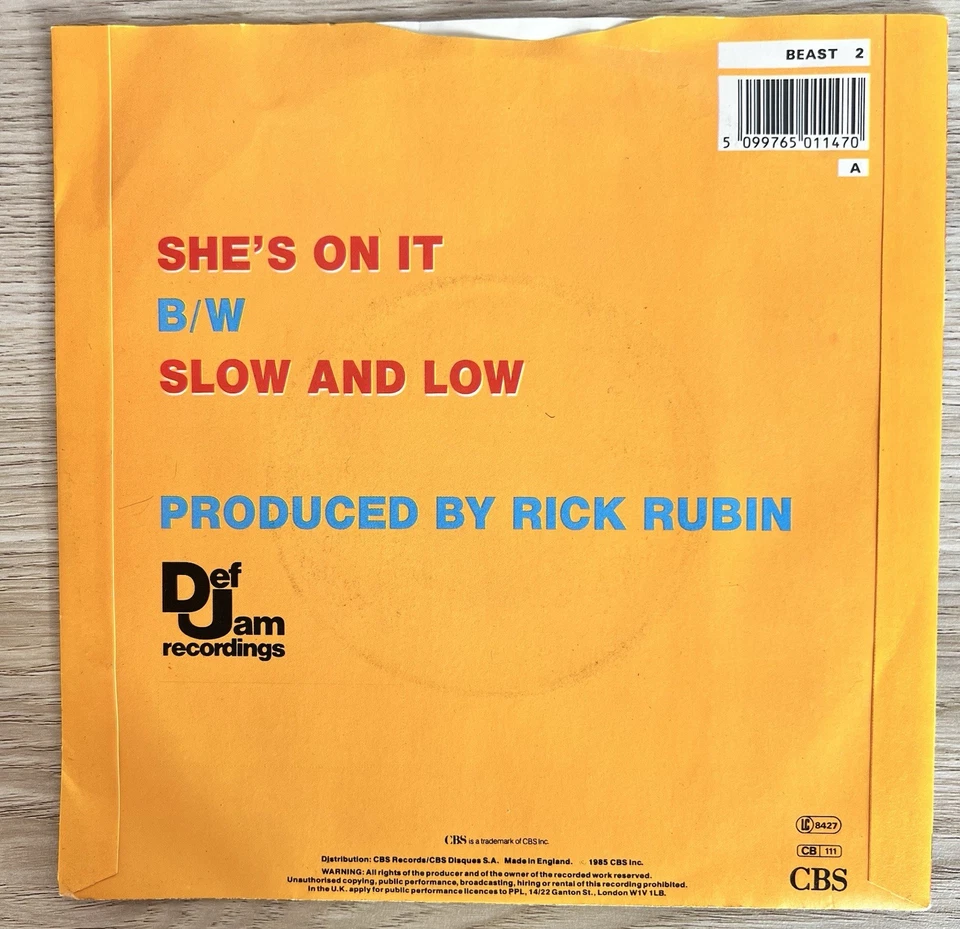 BEAST 2
5 099765 011470
A
SHE'S ON IT
B/W
SLOW AND LOW
PRODUCED BY RICK RUBIN
Def
Jam
recordings
LC 8427
CB 111
CBS
CBS is a trademark of CBS Inc.
Distribution: CBS Records/CBS Disques S.A. Made in England. 1985 CBS Inc.
WARNING: All rights of the producer and of the owner of the recorded work reserved.
Unauthorised copying, public performance, broadcasting, hiring or rental of this recording prohibited.
In the U.K. apply for public performance licences to PPL, 14/22 Ganton St., London W1V 1LB.